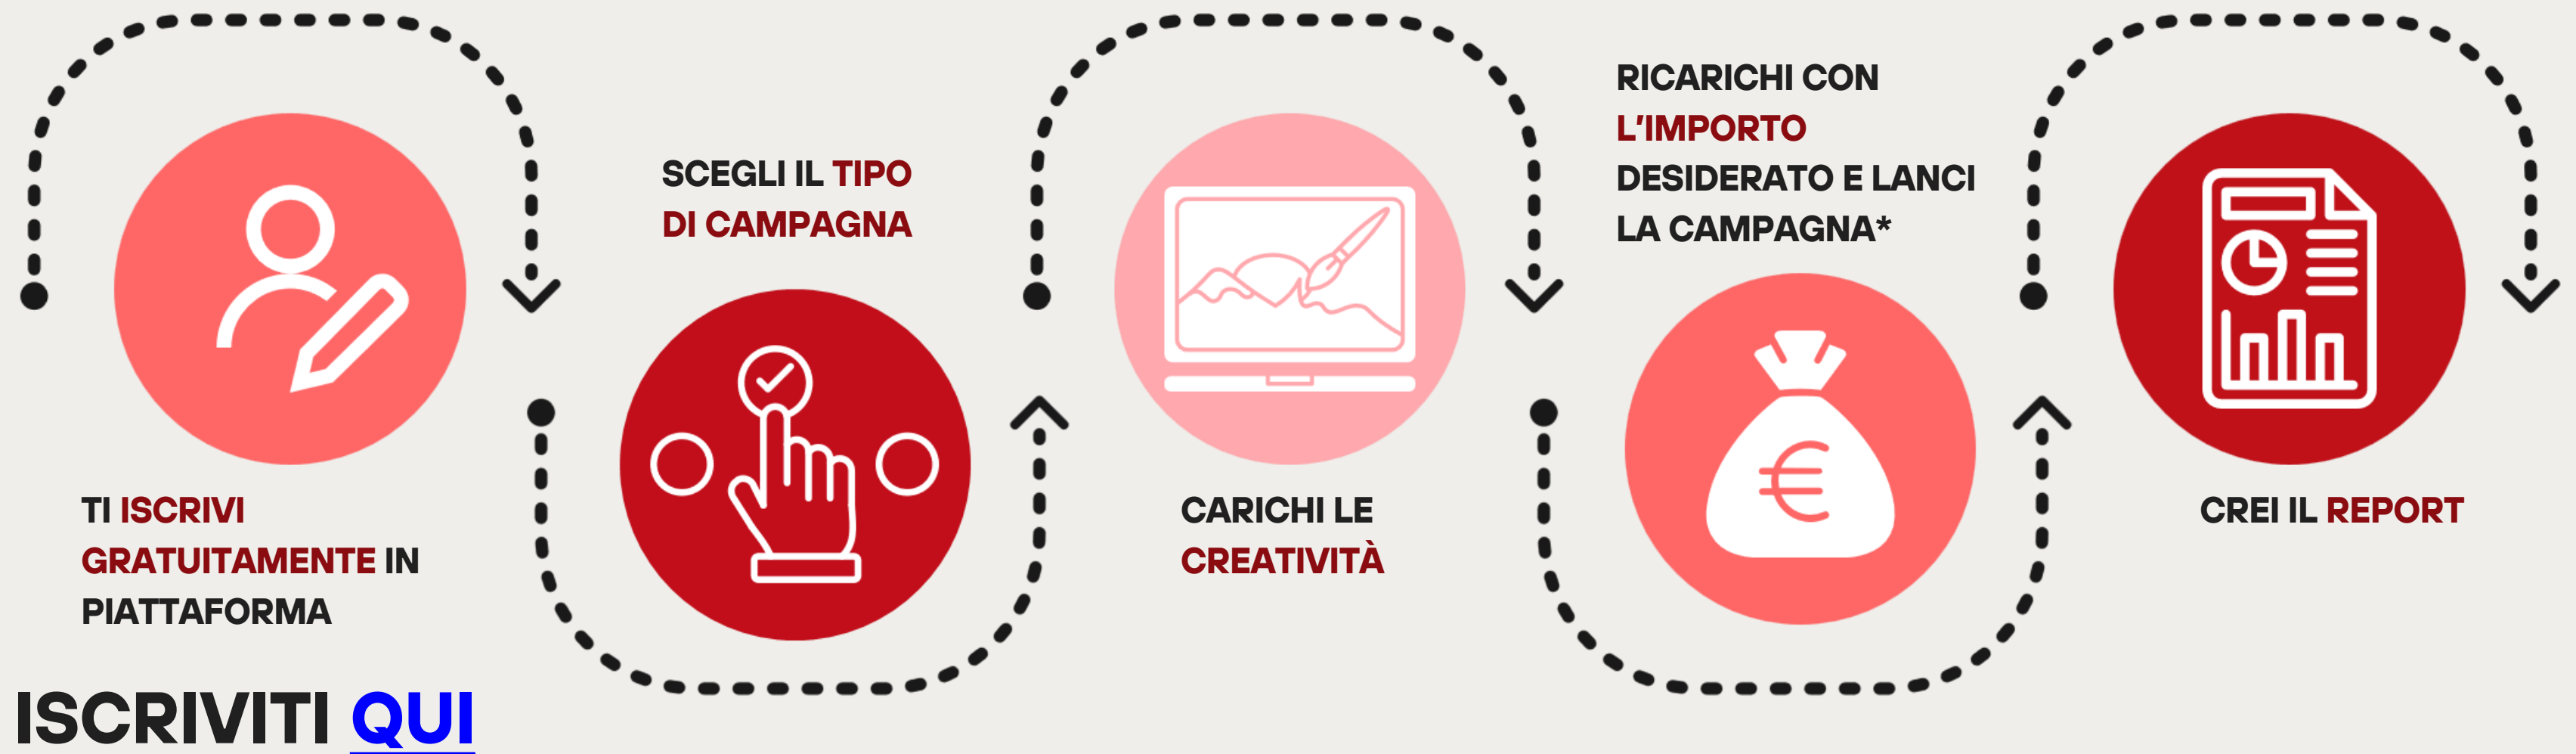 TI ISCRIVI
GRATUITAMENTE IN
PIATTAFORMA
ISCRIVITI QUI
SCEGLI IL TIPO
DI CAMPAGNA
CARICHI LE
CREATIVITÀ
RICARICHI CON
L'IMPORTO
DESIDERATO E LANCI
LA CAMPAGNA*
CREI IL REPORT